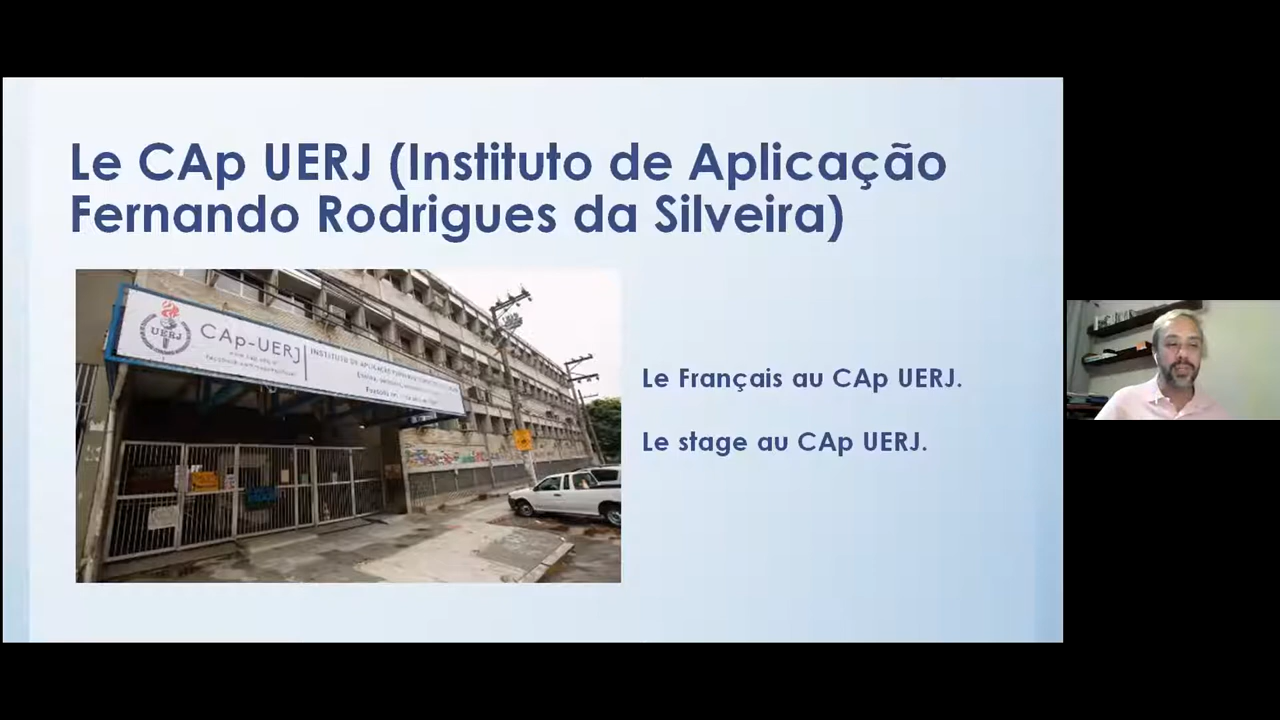 Le CAp UERJ (Instituto de Aplicação
Fernando Rodrigues da Silveira)
UERJ
CAp-UERJ
INSTITUTO DE APLICAÇÃO
Le Français au CAp UERJ.
Le stage au CAp UERJ.